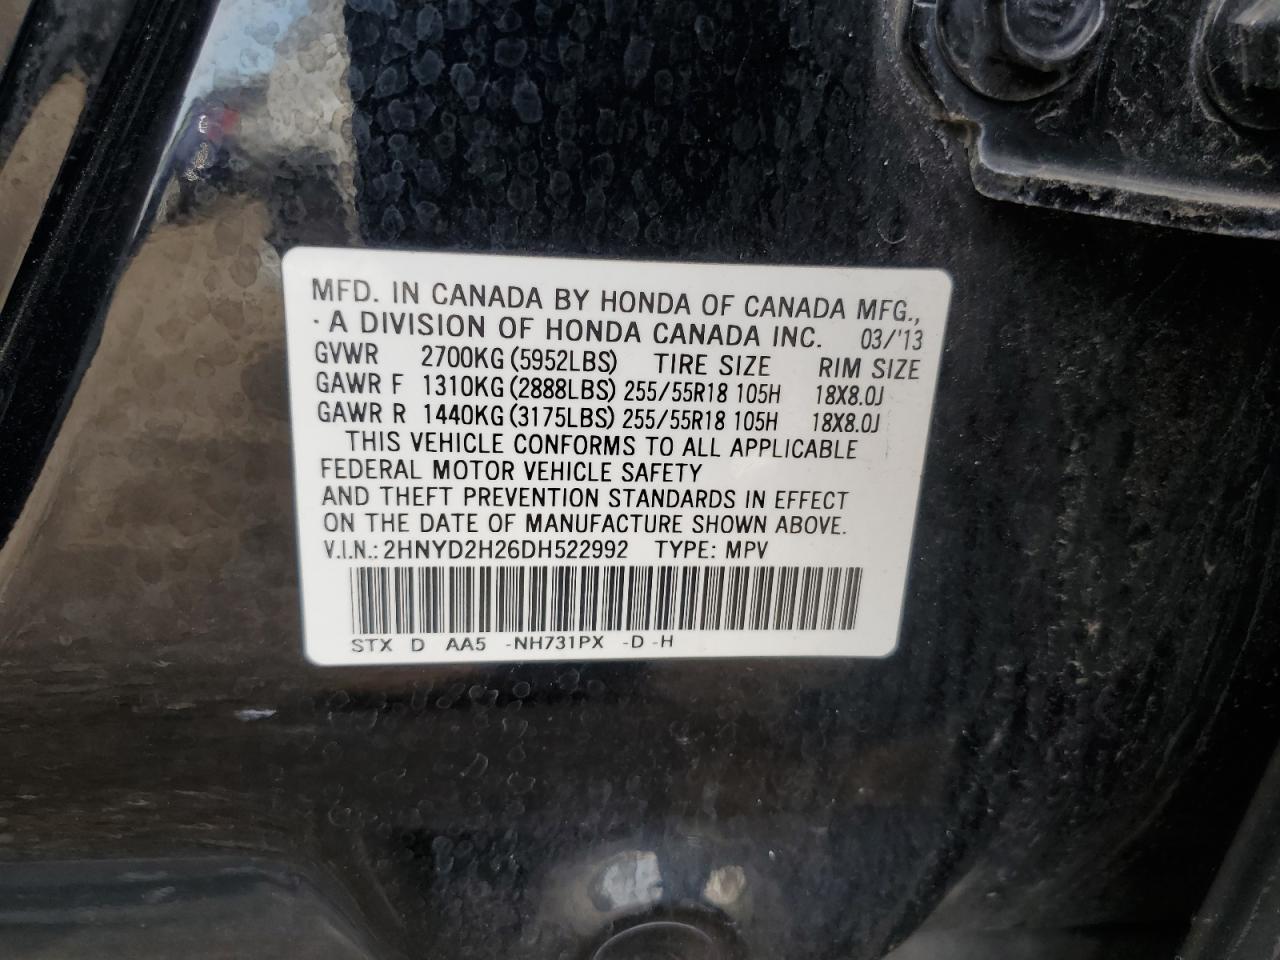 MFD. IN CANADA BY HONDA OF CANADA MFG.,
· A DIVISION OF HONDA CANADA INC. 03/'13
GVWR 2700KG (5952LBS) TIRE SIZE RIM SIZE
GAWR F 1310KG (2888LBS) 255/55R18 105H 18X8.0J
GAWR R 1440KG (3175LBS) 255/55R18 105H 18X8.0J
THIS VEHICLE CONFORMS TO ALL APPLICABLE
FEDERAL MOTOR VEHICLE SAFETY
AND THEFT PREVENTION STANDARDS IN EFFECT
ON THE DATE OF MANUFACTURE SHOWN ABOVE.
V.I.N.: 2HNYD2H26DH522992 TYPE: MPV
STX D AA5 -NH731PX -D -H